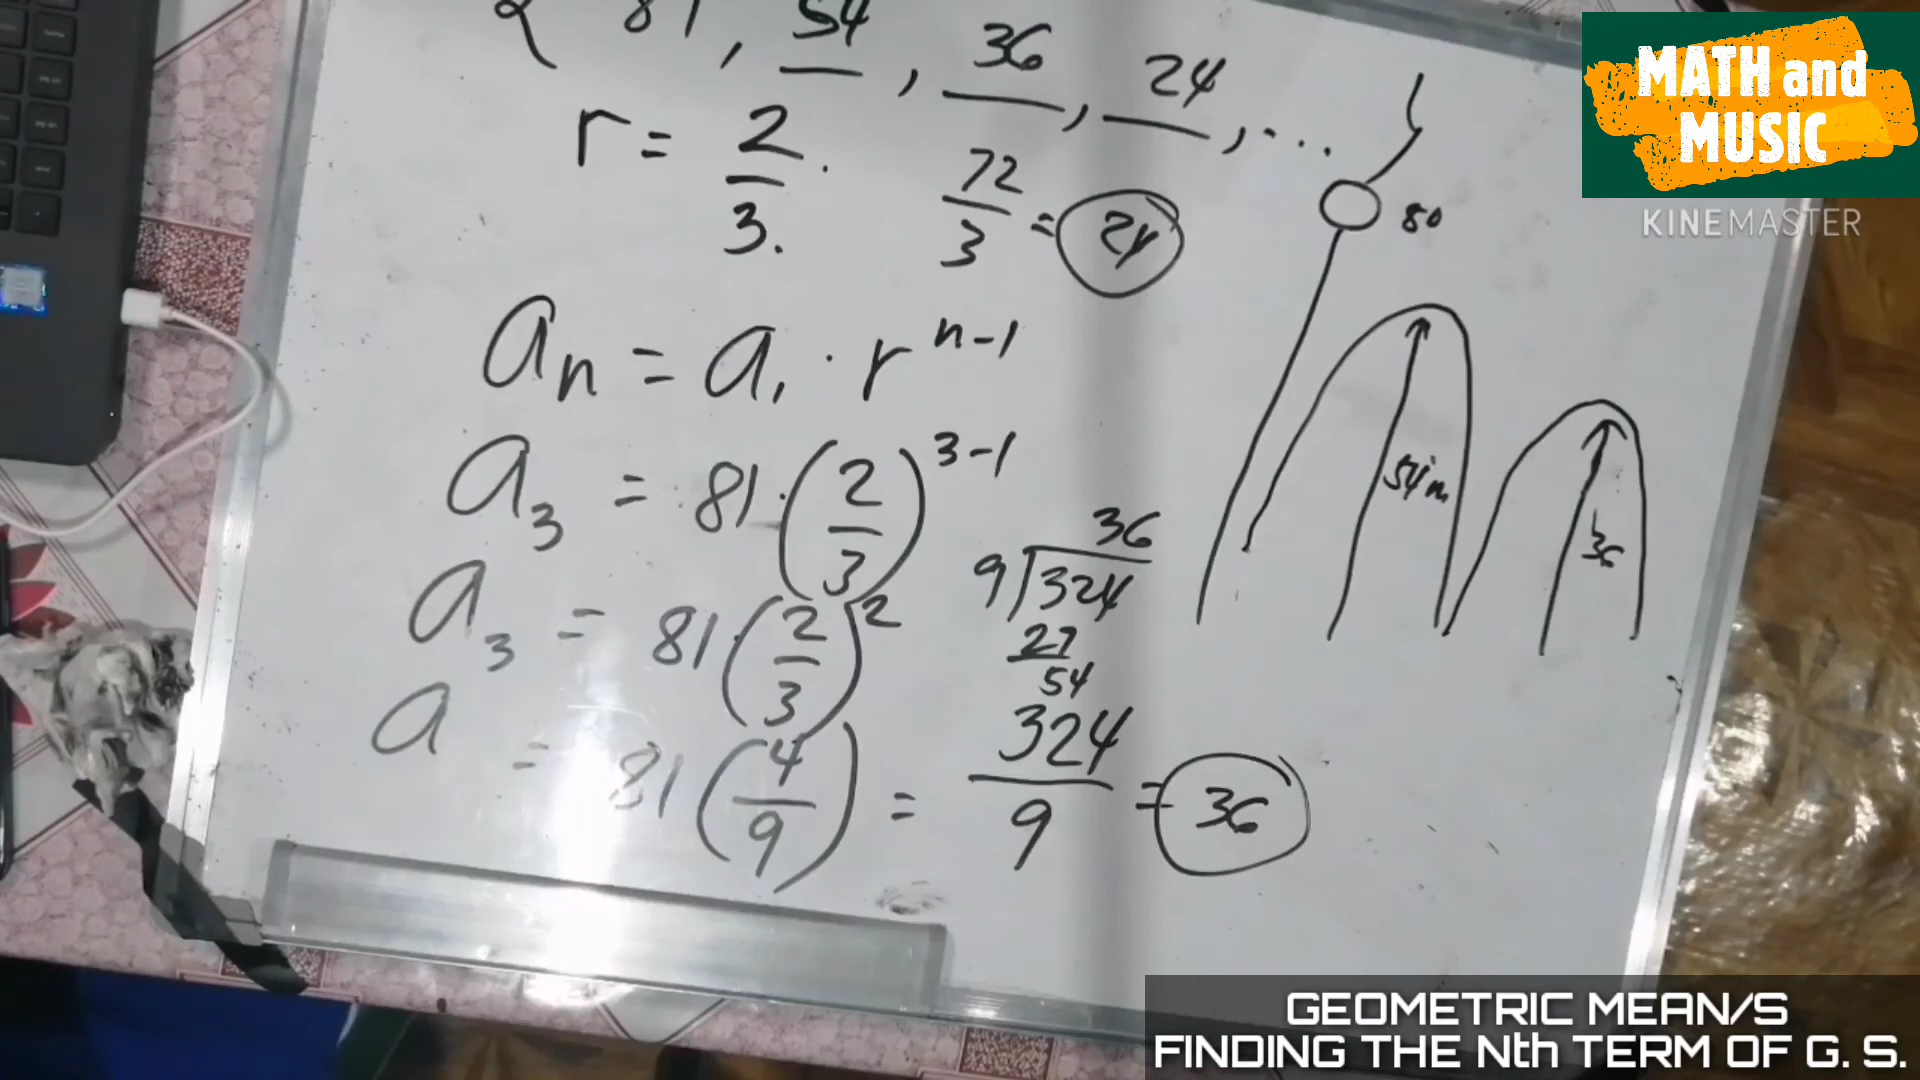 { 81, 54, 36, 24, ...
r = 2/3.
72/3 = 24
80
aₙ = a₁ · r^(n-1)
a₃ = 81 · (2/3)^(3-1)
a₃ = 81 · (2/3)²
a = 81 (4/9) = 324/9 = 36
36
9)324
27
54
54m
36
MATH and
MUSIC
KINEMASTER
GEOMETRIC MEAN/S
FINDING THE Nth TERM OF G. S.